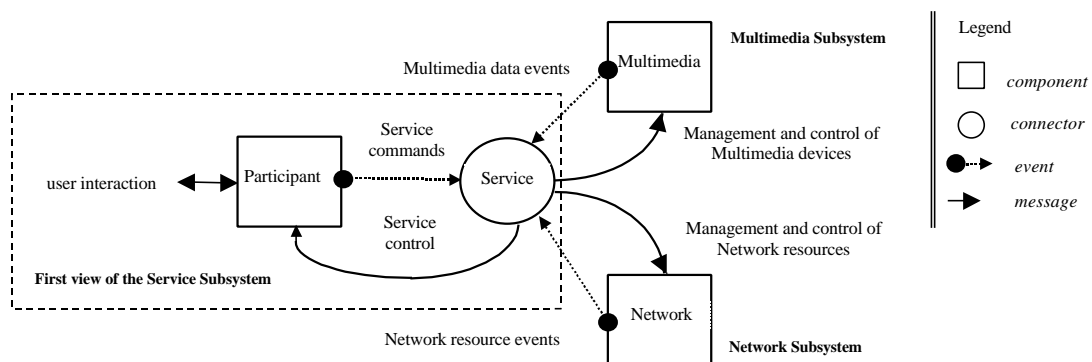 Multimedia Subsystem
Legend
Multimedia
Multimedia data events
component
Service
commands
Management and control of
Multimedia devices
connector
user interaction
Participant
Service
event
message
Service
control
Management and control of
Network resources
First view of the Service Subsystem
Network
Network resource events
Network Subsystem